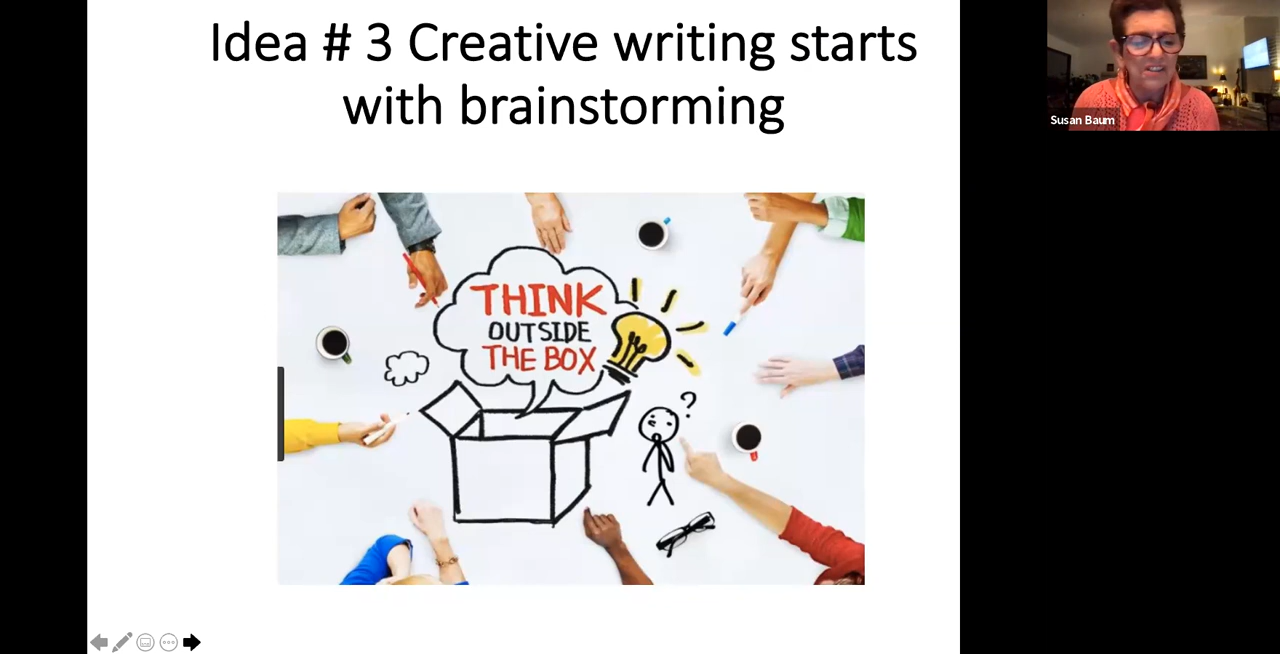 Idea # 3 Creative writing starts
with brainstorming
Susan Baum
THINK
OUTSIDE
THE BOX
?